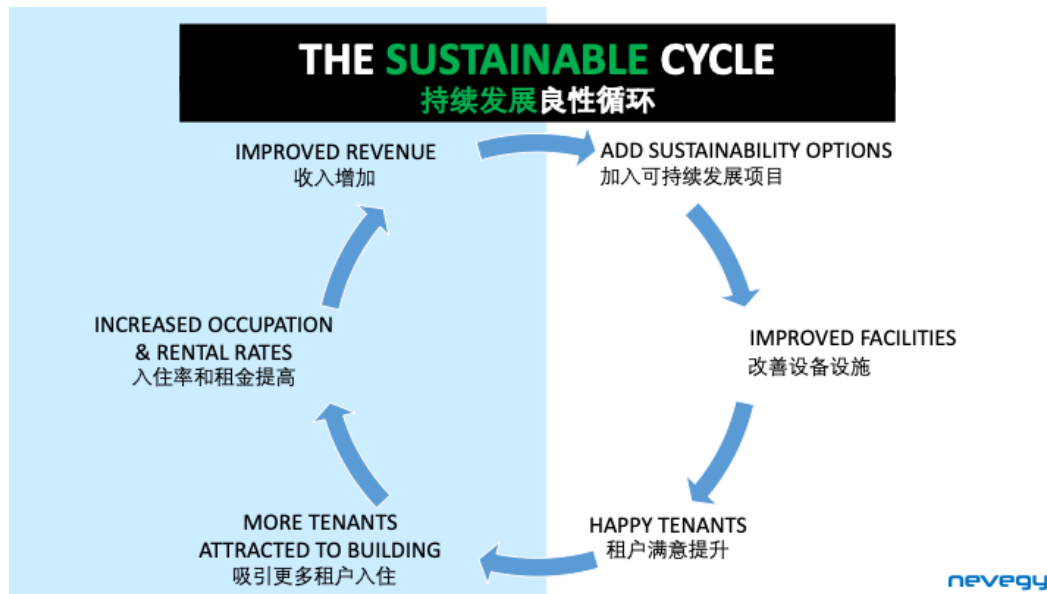 THE SUSTAINABLE CYCLE
持续发展良性循环
IMPROVED REVENUE
收入增加
ADD SUSTAINABILITY OPTIONS
加入可持续发展项目
INCREASED OCCUPATION
& RENTAL RATES
入住率和租金提高
IMPROVED FACILITIES
改善设备设施
MORE TENANTS
ATTRACTED TO BUILDING
吸引更多租户入住
HAPPY TENANTS
租户满意提升
nevegy